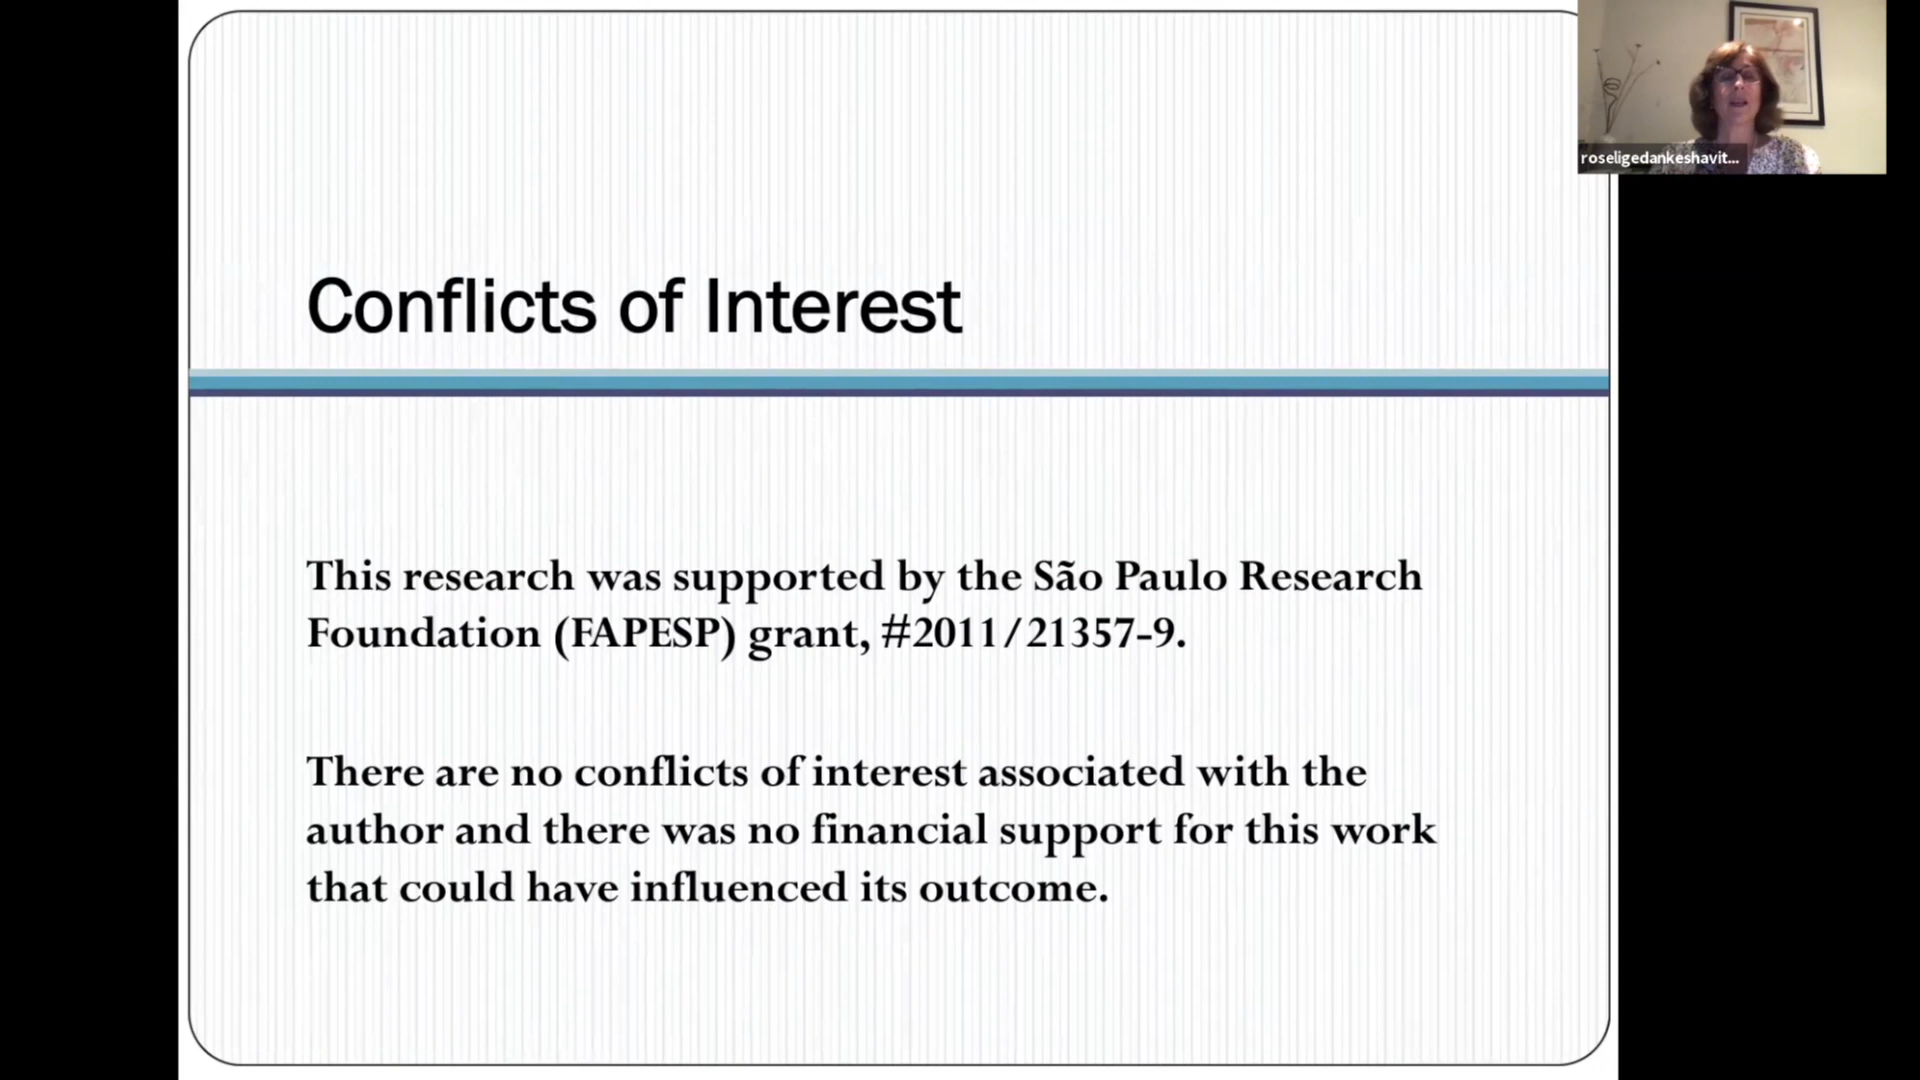 Conflicts of Interest
roseligedankeshavit...
This research was supported by the São Paulo Research
Foundation (FAPESP) grant, #2011/21357-9.
There are no conflicts of interest associated with the
author and there was no financial support for this work
that could have influenced its outcome.